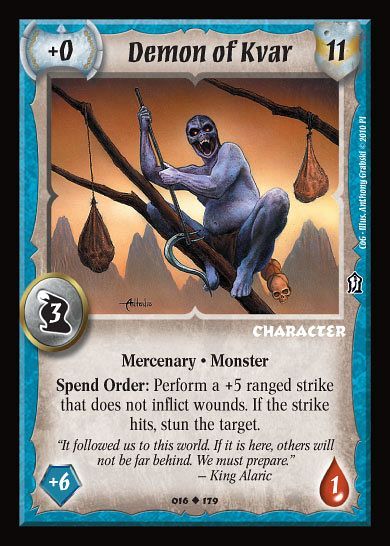 +0
Demon of Kvar
11
CoG · Illus. Anthony Grabski © 2010 PI
3
CHARACTER
Mercenary • Monster
Spend Order: Perform a +5 ranged strike
that does not inflict wounds. If the strike
hits, stun the target.
“It followed us to this world. If it is here, others will
not be far behind. We must prepare.”
– King Alaric
+6
1
016 ◆ 179